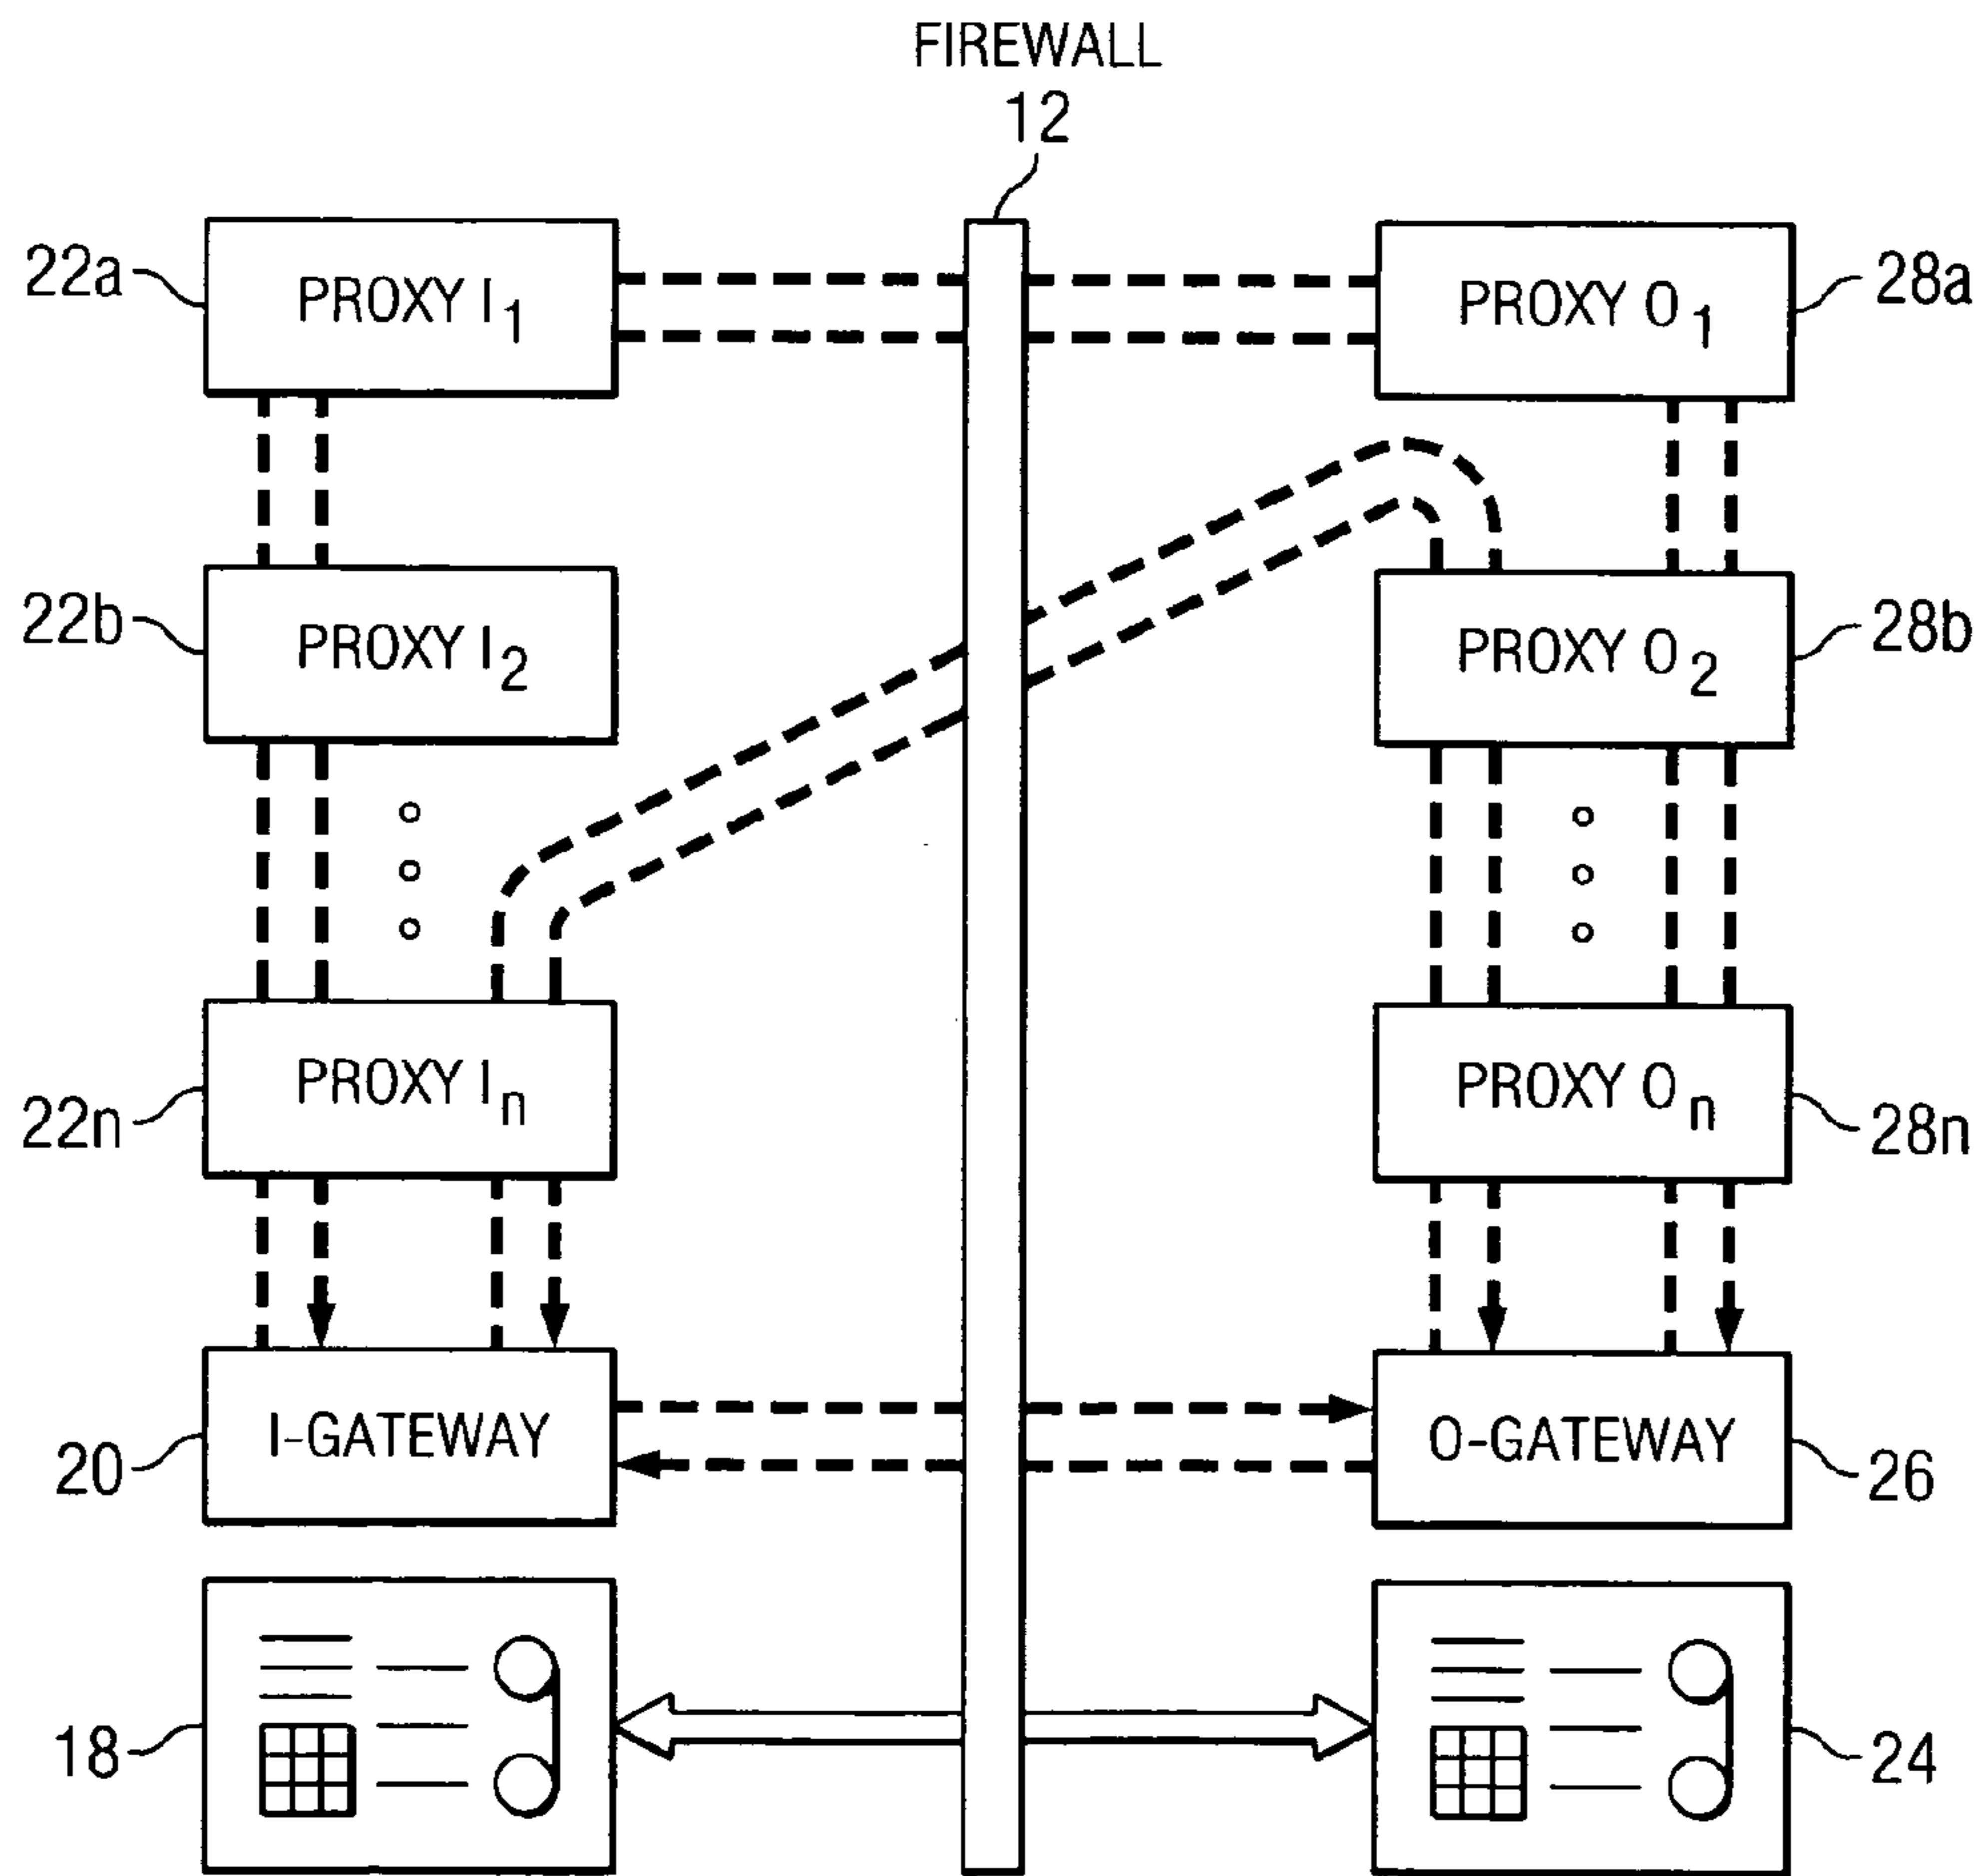 FIREWALL
12
22a
PROXY I1
PROXY O1
28a
22b
PROXY I2
PROXY O2
28b
22n
PROXY In
PROXY On
28n
20
I-GATEWAY
O-GATEWAY
26
18
24